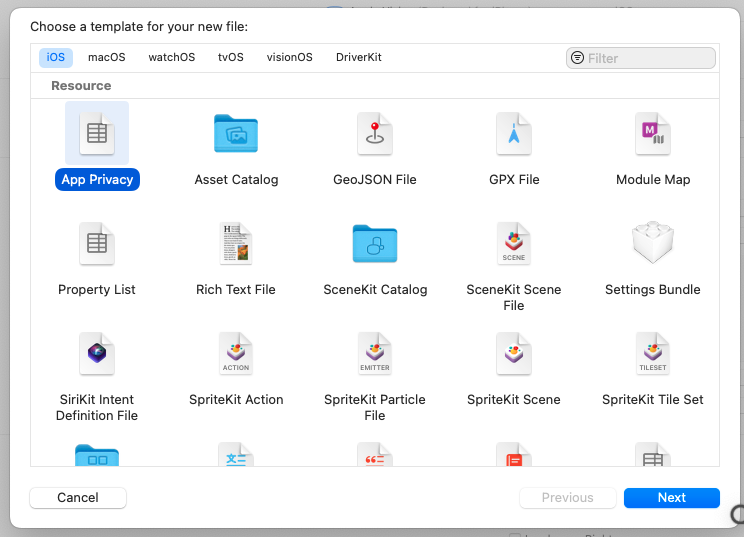 Choose a template for your new file:
iOS macOS watchOS tvOS visionOS DriverKit Filter
Resource
App Privacy Asset Catalog GeoJSON File GPX File Module Map
M
Property List Rich Text File SceneKit Catalog SceneKit Scene File Settings Bundle
SCENE
SiriKit Intent Definition File SpriteKit Action SpriteKit Particle File SpriteKit Scene SpriteKit Tile Set
ACTION EMITTER TILESET
Cancel Previous Next